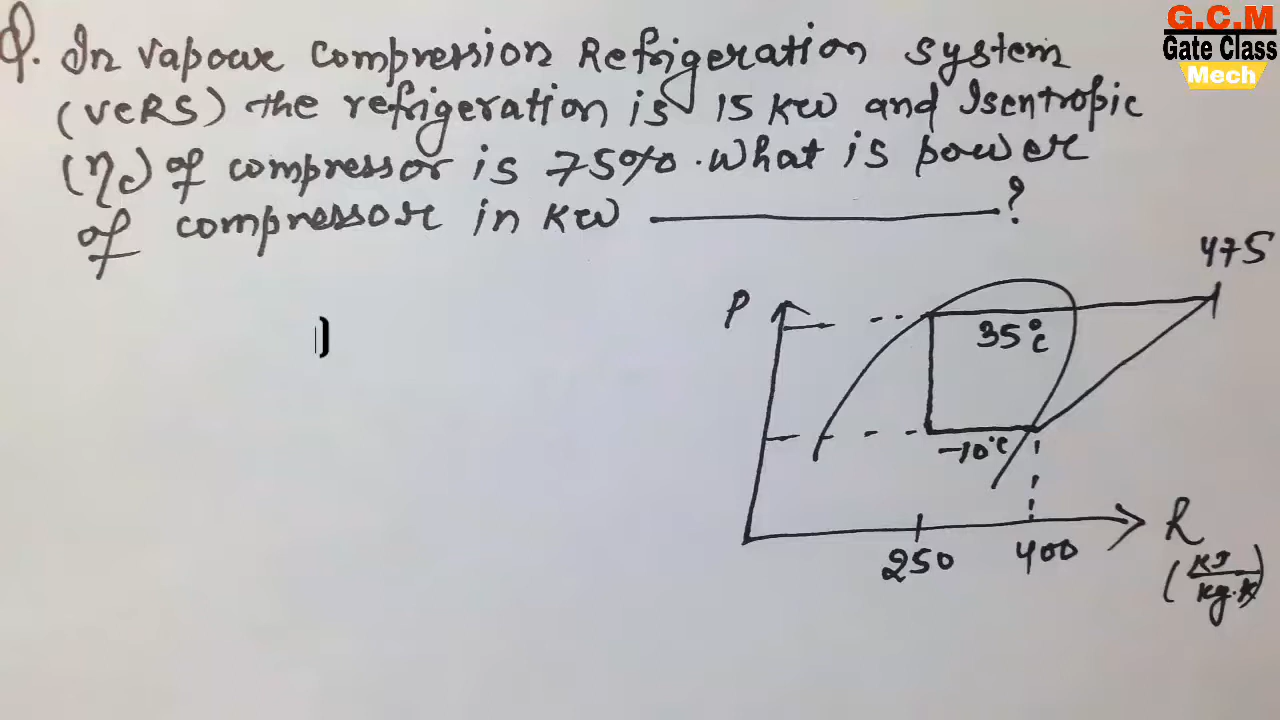 G.C.M
Gate Class
Mech
Q. In vapour compression Refrigeration system
(VCRS) the refrigeration is 15 kw and Isentropic
(ηc) of compressor is 75%. What is power
of compressor in kw ________?
475
P
35°c
-10°c
250
400
R
(KJ/kg.K)